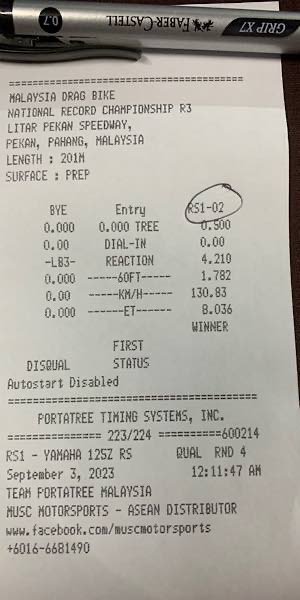 GRIP X7
FABER-CASTELL
0.7
========================================
MALAYSIA DRAG BIKE
NATIONAL RECORD CHAMPIONSHIP R3
LITAR PEKAN SPEEDWAY,
PEKAN, PAHANG, MALAYSIA
LENGTH : 201M
SURFACE : PREP
BYE Entry RS1-02
0.000 0.000 TREE 0.500
0.00 DIAL-IN 0.00
-LB3- REACTION 4.210
0.000 ------60FT----- 1.782
0.00 ------KM/H----- 130.83
0.000 -------ET------ 8.036
WINNER
FIRST
DISQUAL STATUS
Autostart Disabled
========================================
PORTATREE TIMING SYSTEMS, INC.
=============== 223/224 ==========600214
RS1 - YAMAHA 125Z RS QUAL RND 4
September 3, 2023 12:11:47 AM
TEAM PORTATREE MALAYSIA
MUSC MOTORSPORTS - ASEAN DISTRIBUTOR
www.facebook.com/muscmotorsports
+6016-6681490